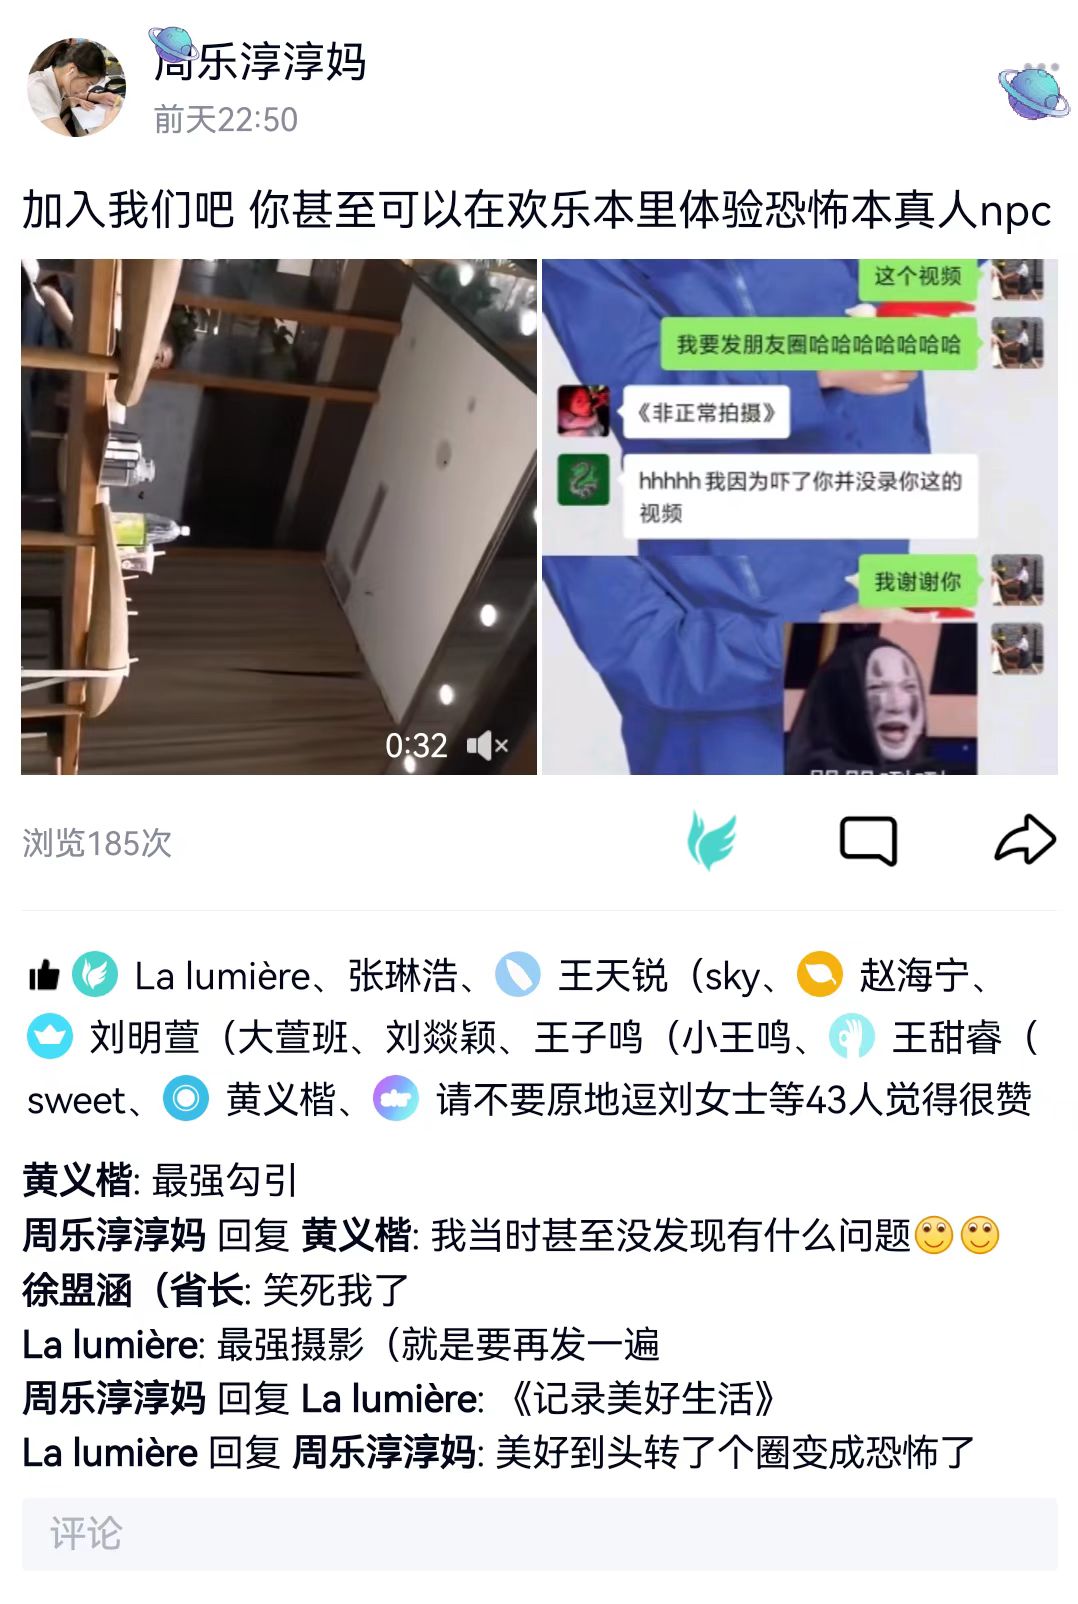 周乐淳淳妈
前天22:50
加入我们吧 你甚至可以在欢乐本里体验恐怖本真人npc
0:32
这个视频
我要发朋友圈哈哈哈哈哈哈哈
《非正常拍摄》
hhhhh我因为吓了你并没录你这的
视频
我谢谢你
浏览185次
La lumière、张琳浩、王天锐（sky、赵海宁、
刘明萱（大萱班、刘燚颖、王子鸣（小王鸣、王甜睿（
sweet、黄义楷、请不要原地逗刘女士等43人觉得很赞
黄义楷: 最强勾引
周乐淳淳妈 回复 黄义楷: 我当时甚至没发现有什么问题
徐盟涵（省长: 笑死我了
La lumière: 最强摄影（就是要再发一遍
周乐淳淳妈 回复 La lumière: 《记录美好生活》
La lumière 回复 周乐淳淳妈: 美好到头转了个圈变成恐怖了
评论